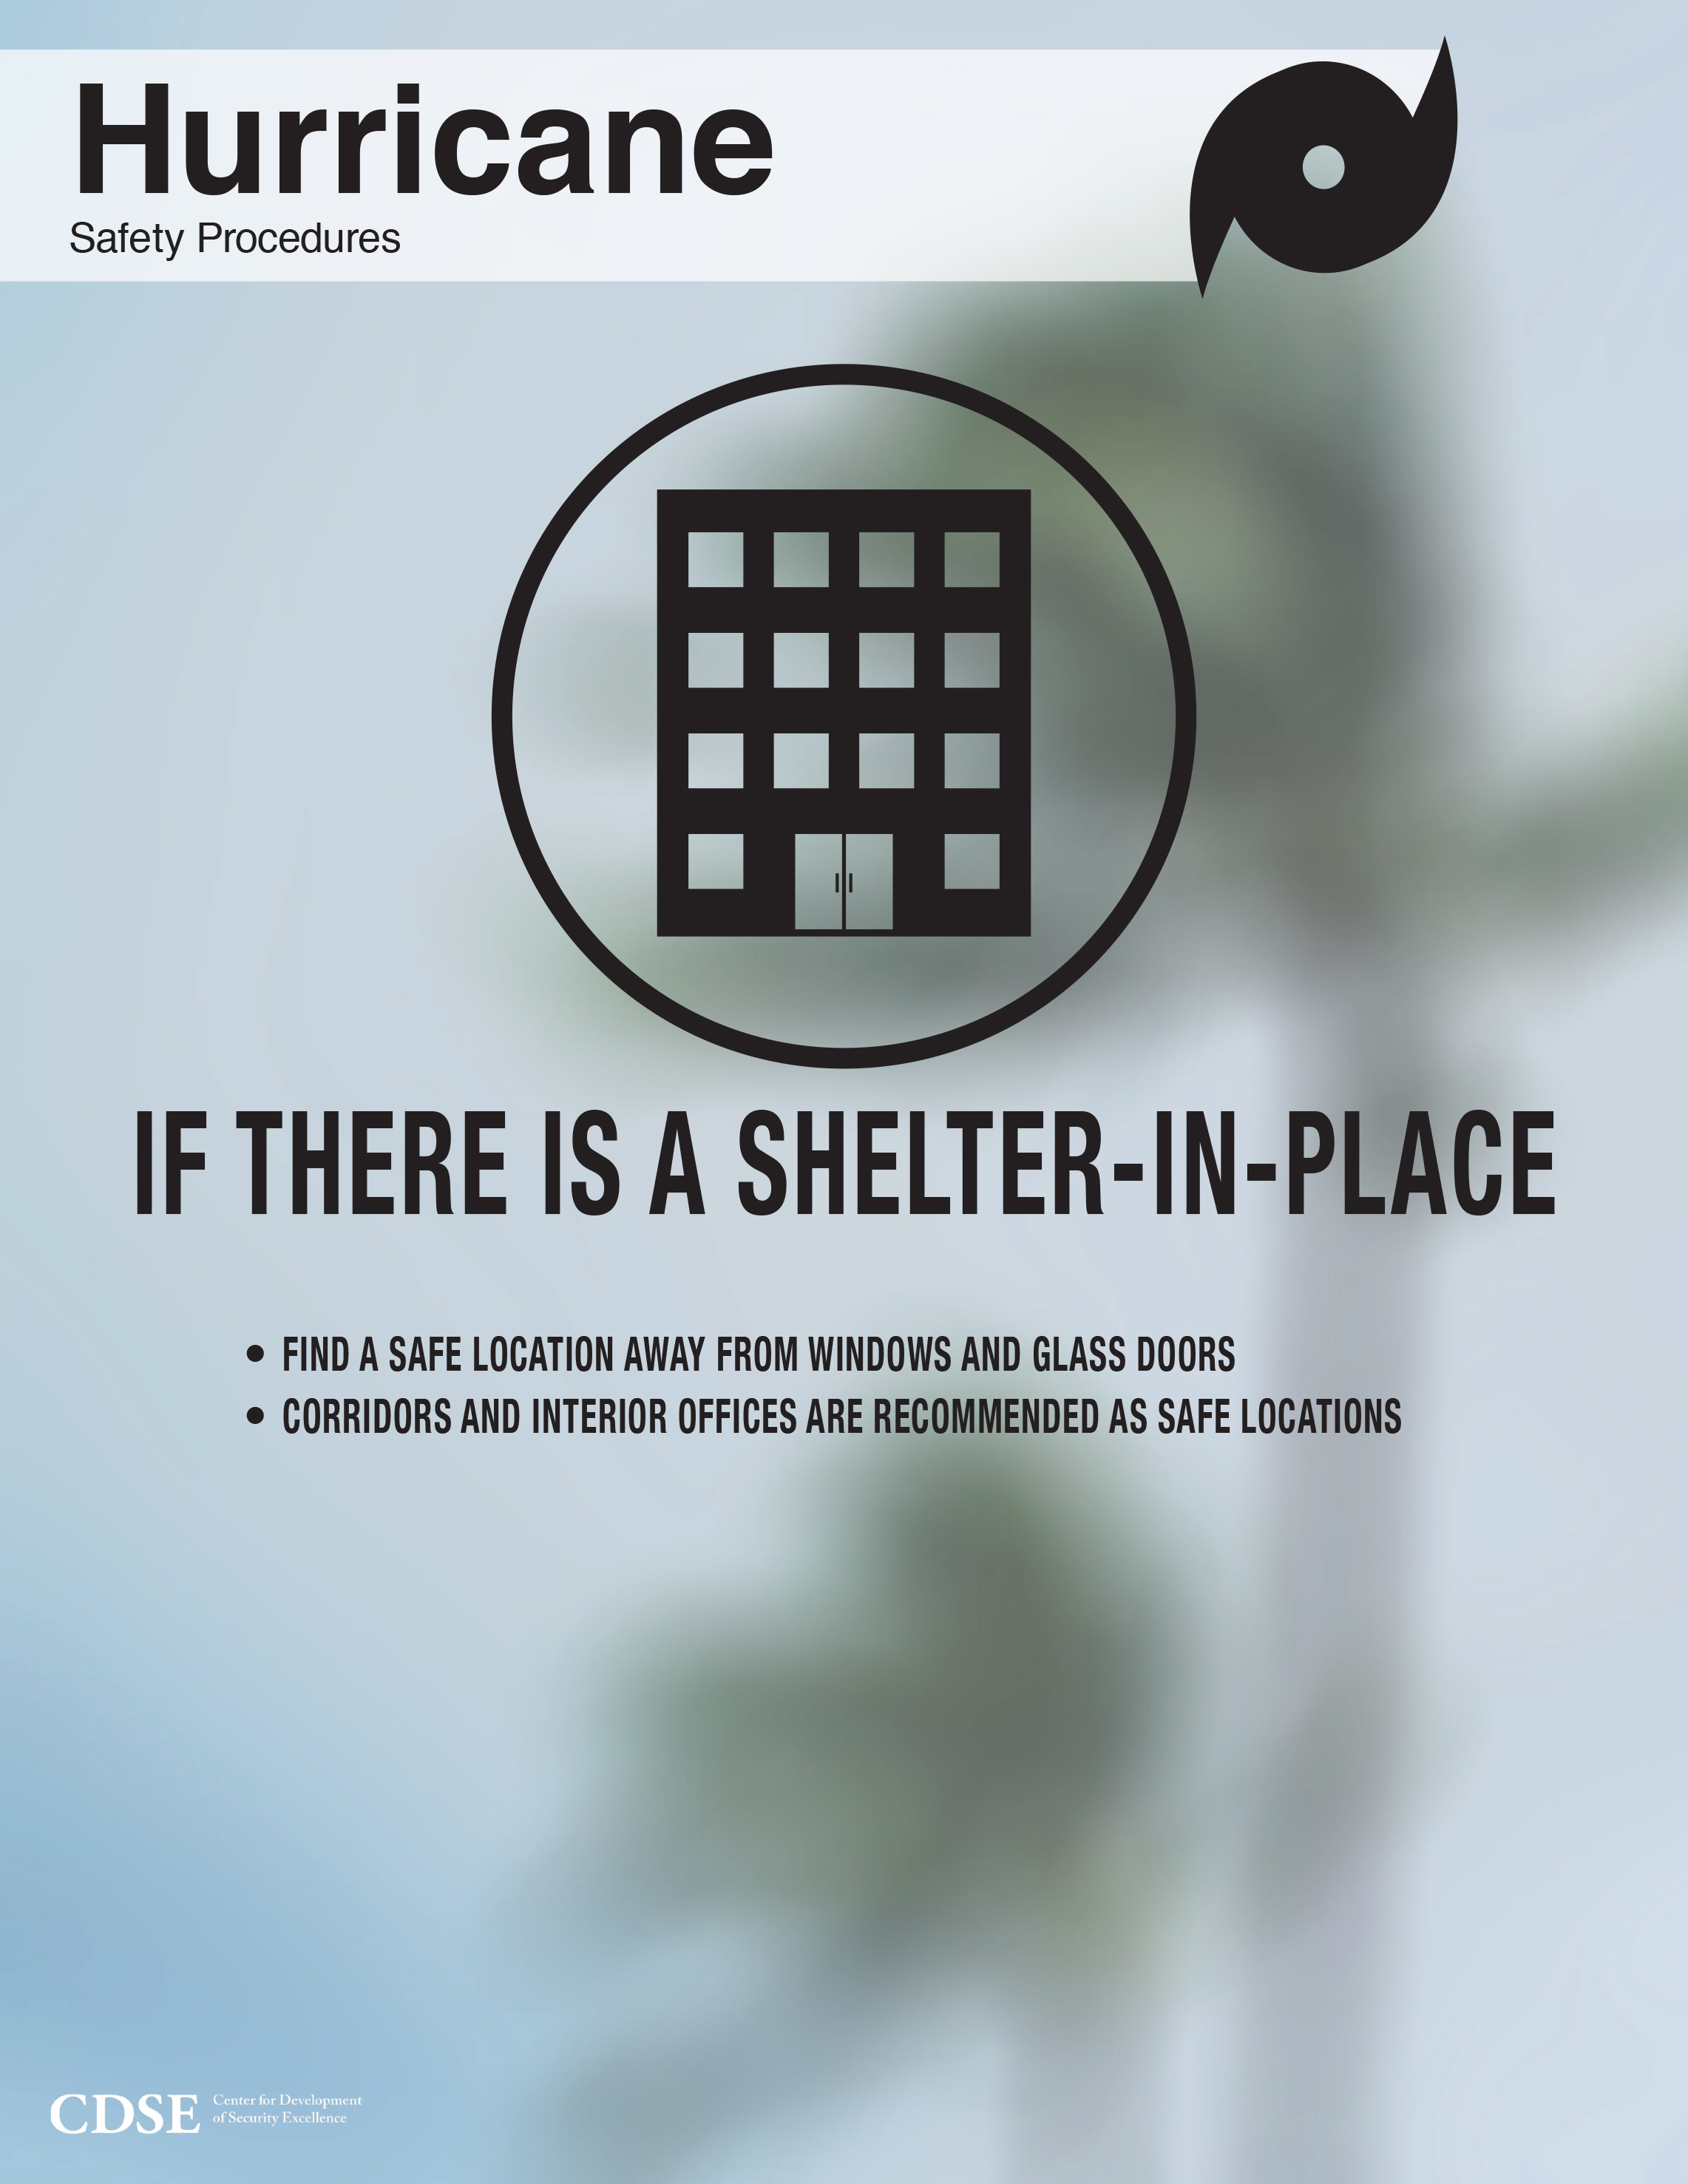 Hurricane
Safety Procedures
IF THERE IS A SHELTER-IN-PLACE
• FIND A SAFE LOCATION AWAY FROM WINDOWS AND GLASS DOORS
• CORRIDORS AND INTERIOR OFFICES ARE RECOMMENDED AS SAFE LOCATIONS
CDSE
Center for Development
of Security Excellence